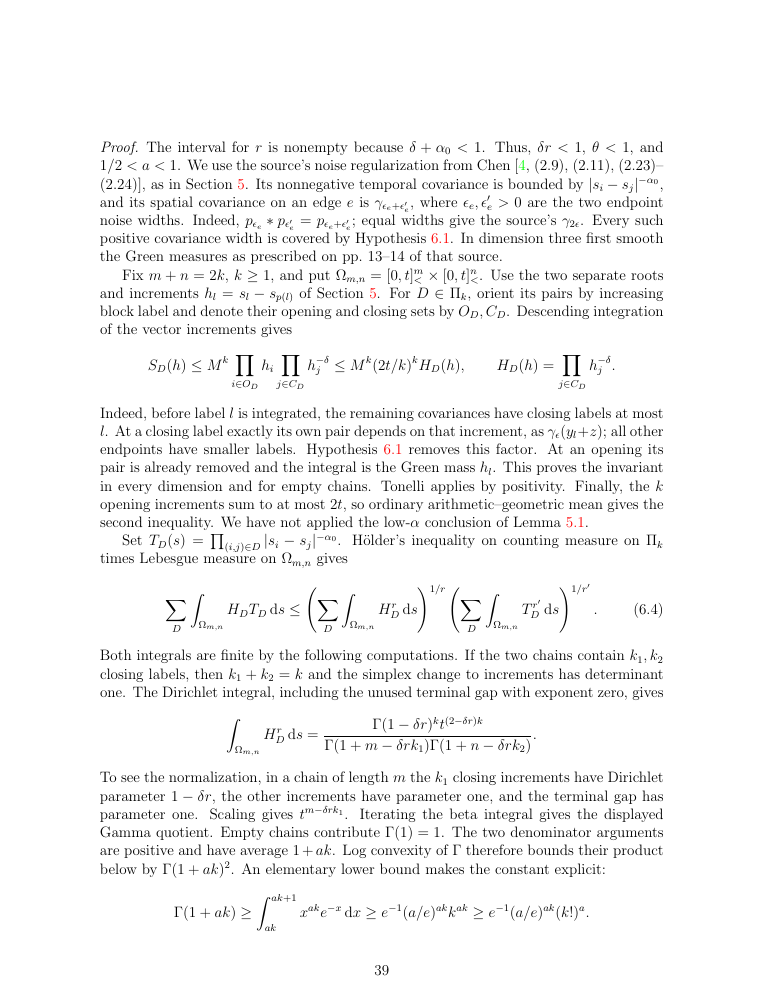 Proof. The interval for r is nonempty because δ + α₀ < 1. Thus, δr < 1, θ < 1, and
1/2 < a < 1. We use the source's noise regularization from Chen [4, (2.9), (2.11), (2.23)–
(2.24)], as in Section 5. Its nonnegative temporal covariance is bounded by |s_i − s_j|^{−α₀},
and its spatial covariance on an edge e is γ_{ϵ_e+ϵ′_e}, where ϵ_e, ϵ′_e > 0 are the two endpoint
noise widths. Indeed, p_{ϵ_e} ∗ p_{ϵ′_e} = p_{ϵ_e+ϵ′_e}; equal widths give the source's γ_{2ϵ}. Every such
positive covariance width is covered by Hypothesis 6.1. In dimension three first smooth
the Green measures as prescribed on pp. 13–14 of that source.
Fix m + n = 2k, k ≥ 1, and put Ω_{m,n} = [0, t]^m_< × [0, t]^n_<. Use the two separate roots
and increments h_l = s_l − s_{p(l)} of Section 5. For D ∈ Π_k, orient its pairs by increasing
block label and denote their opening and closing sets by O_D, C_D. Descending integration
of the vector increments gives
S_D(h) ≤ M^k ∏_{i∈O_D} h_i ∏_{j∈C_D} h_j^{−δ} ≤ M^k(2t/k)^k H_D(h), H_D(h) = ∏_{j∈C_D} h_j^{−δ}.
Indeed, before label l is integrated, the remaining covariances have closing labels at most
l. At a closing label exactly its own pair depends on that increment, as γ_ϵ(y_l+z); all other
endpoints have smaller labels. Hypothesis 6.1 removes this factor. At an opening its
pair is already removed and the integral is the Green mass h_l. This proves the invariant
in every dimension and for empty chains. Tonelli applies by positivity. Finally, the k
opening increments sum to at most 2t, so ordinary arithmetic–geometric mean gives the
second inequality. We have not applied the low-α conclusion of Lemma 5.1.
Set T_D(s) = ∏_{(i,j)∈D} |s_i − s_j|^{−α₀}. Hölder's inequality on counting measure on Π_k
times Lebesgue measure on Ω_{m,n} gives
∑_D ∫_{Ω_{m,n}} H_D T_D ds ≤ (∑_D ∫_{Ω_{m,n}} H_D^r ds)^{1/r} (∑_D ∫_{Ω_{m,n}} T_D^{r′} ds)^{1/r′}. (6.4)
Both integrals are finite by the following computations. If the two chains contain k₁, k₂
closing labels, then k₁ + k₂ = k and the simplex change to increments has determinant
one. The Dirichlet integral, including the unused terminal gap with exponent zero, gives
∫_{Ω_{m,n}} H_D^r ds = Γ(1 − δr)^k t^{(2−δr)k} / Γ(1 + m − δrk₁)Γ(1 + n − δrk₂).
To see the normalization, in a chain of length m the k₁ closing increments have Dirichlet
parameter 1 − δr, the other increments have parameter one, and the terminal gap has
parameter one. Scaling gives t^{m−δrk₁}. Iterating the beta integral gives the displayed
Gamma quotient. Empty chains contribute Γ(1) = 1. The two denominator arguments
are positive and have average 1 + ak. Log convexity of Γ therefore bounds their product
below by Γ(1 + ak)². An elementary lower bound makes the constant explicit:
Γ(1 + ak) ≥ ∫_{ak}^{ak+1} x^{ak} e^{−x} dx ≥ e^{−1}(a/e)^{ak} k^{ak} ≥ e^{−1}(a/e)^{ak}(k!)^a.
39